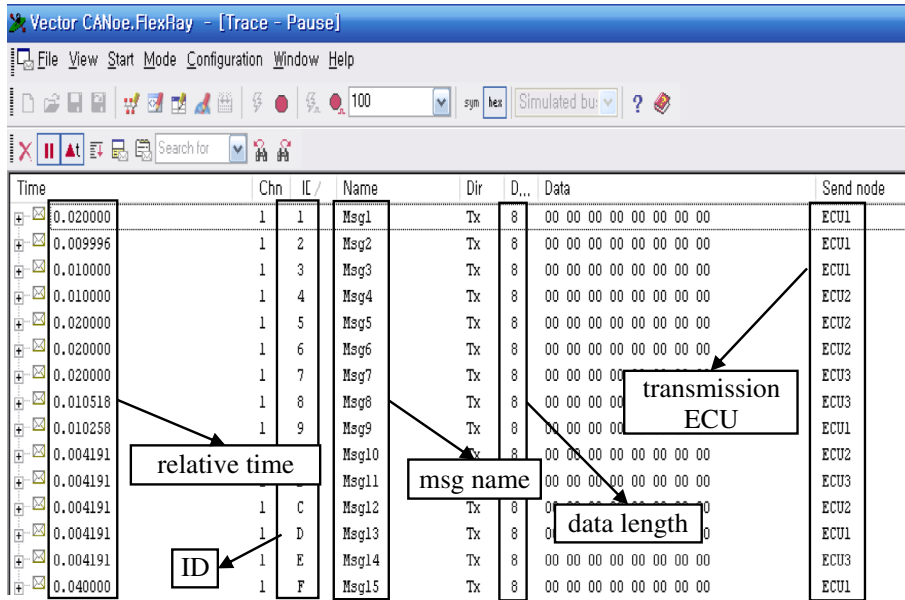 Vector CANoe.FlexRay - [Trace - Pause]
File View Start Mode Configuration Window Help
100 sym hex Simulated bu: ?
Δt Search for
Time Chn ID / Name Dir D... Data Send node
0.020000 1 1 Msg1 Tx 8 00 00 00 00 00 00 00 00 ECU1
0.009996 1 2 Msg2 Tx 8 00 00 00 00 00 00 00 00 ECU1
0.010000 1 3 Msg3 Tx 8 00 00 00 00 00 00 00 00 ECU1
0.010000 1 4 Msg4 Tx 8 00 00 00 00 00 00 00 00 ECU2
0.020000 1 5 Msg5 Tx 8 00 00 00 00 00 00 00 00 ECU2
0.020000 1 6 Msg6 Tx 8 00 00 00 00 00 00 00 00 ECU2
0.020000 1 7 Msg7 Tx 8 00 00 00 00 ECU3
transmission
0.010518 1 8 Msg8 Tx 8 00 00 00 00 ECU3
ECU
0.010258 1 9 Msg9 Tx 8 00 00 00 00 ECU1
0.004191 Msg10 8 00 00 00 00 00 00 00 00 ECU2
relative time
0.004191 Msg11 8 00 00 00 00 00 00 00 00 ECU3
msg name
0.004191 1 C Msg12 Tx 8 ECU2
data length
0.004191 1 D Msg13 Tx 8 ECU1
0.004191 1 E Msg14 Tx 8 00 00 00 00 00 00 00 00 ECU3
ID
0.040000 1 F Msg15 Tx 8 00 00 00 00 00 00 00 00 ECU1